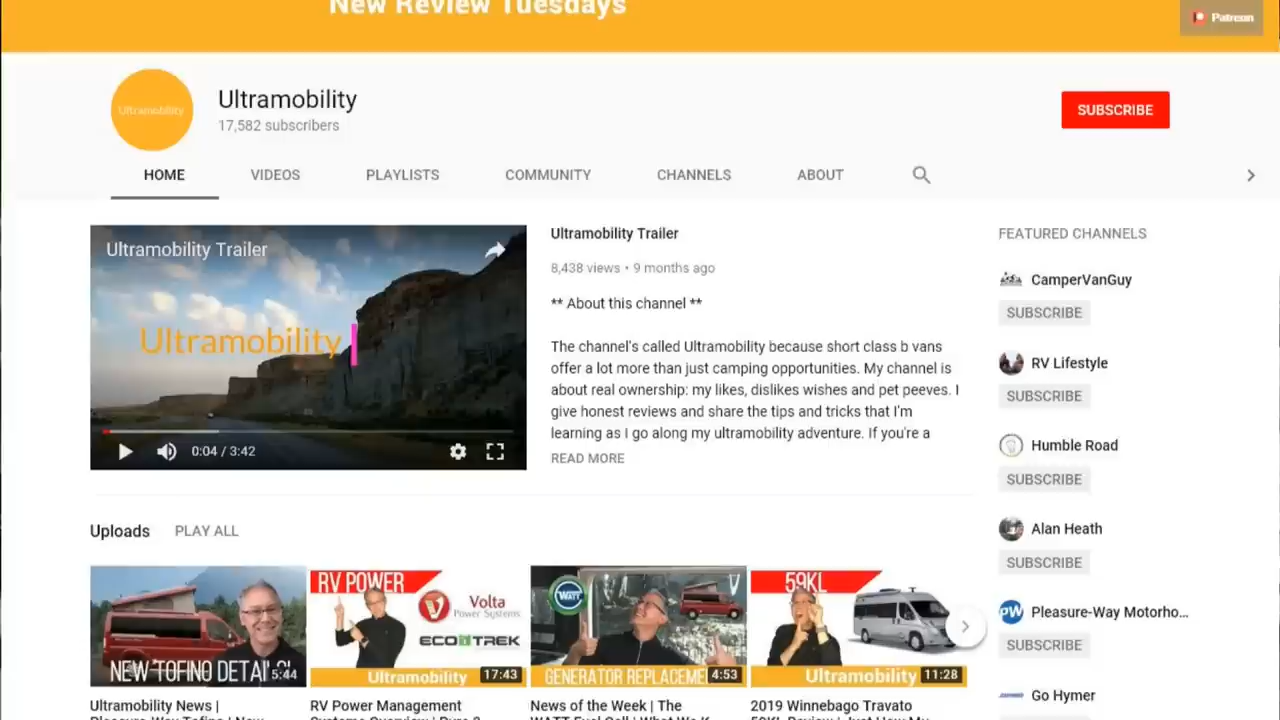 New Review Tuesdays
Patreon
Ultramobility
Ultramobility
17,582 subscribers
SUBSCRIBE
HOME
VIDEOS
PLAYLISTS
COMMUNITY
CHANNELS
ABOUT
Ultramobility Trailer
Ultramobility
0:04 / 3:42
Ultramobility Trailer
8,438 views • 9 months ago
** About this channel **
The channel's called Ultramobility because short class b vans
offer a lot more than just camping opportunities. My channel is
about real ownership: my likes, dislikes wishes and pet peeves. I
give honest reviews and share the tips and tricks that I'm
learning as I go along my ultramobility adventure. If you're a
READ MORE
FEATURED CHANNELS
CamperVanGuy
SUBSCRIBE
RV Lifestyle
SUBSCRIBE
Humble Road
SUBSCRIBE
Alan Heath
SUBSCRIBE
PW
Pleasure-Way Motorho...
SUBSCRIBE
Go Hymer
Uploads PLAY ALL
NEW TOFINO DETAILS!
5:44
RV POWER
Volta
Power Systems
ECOTREK
Ultramobility
17:43
WATT
GENERATOR REPLACEME
4:53
59KL
Ultramobility
11:28
Ultramobility News |
RV Power Management
News of the Week | The
2019 Winnebago Travato